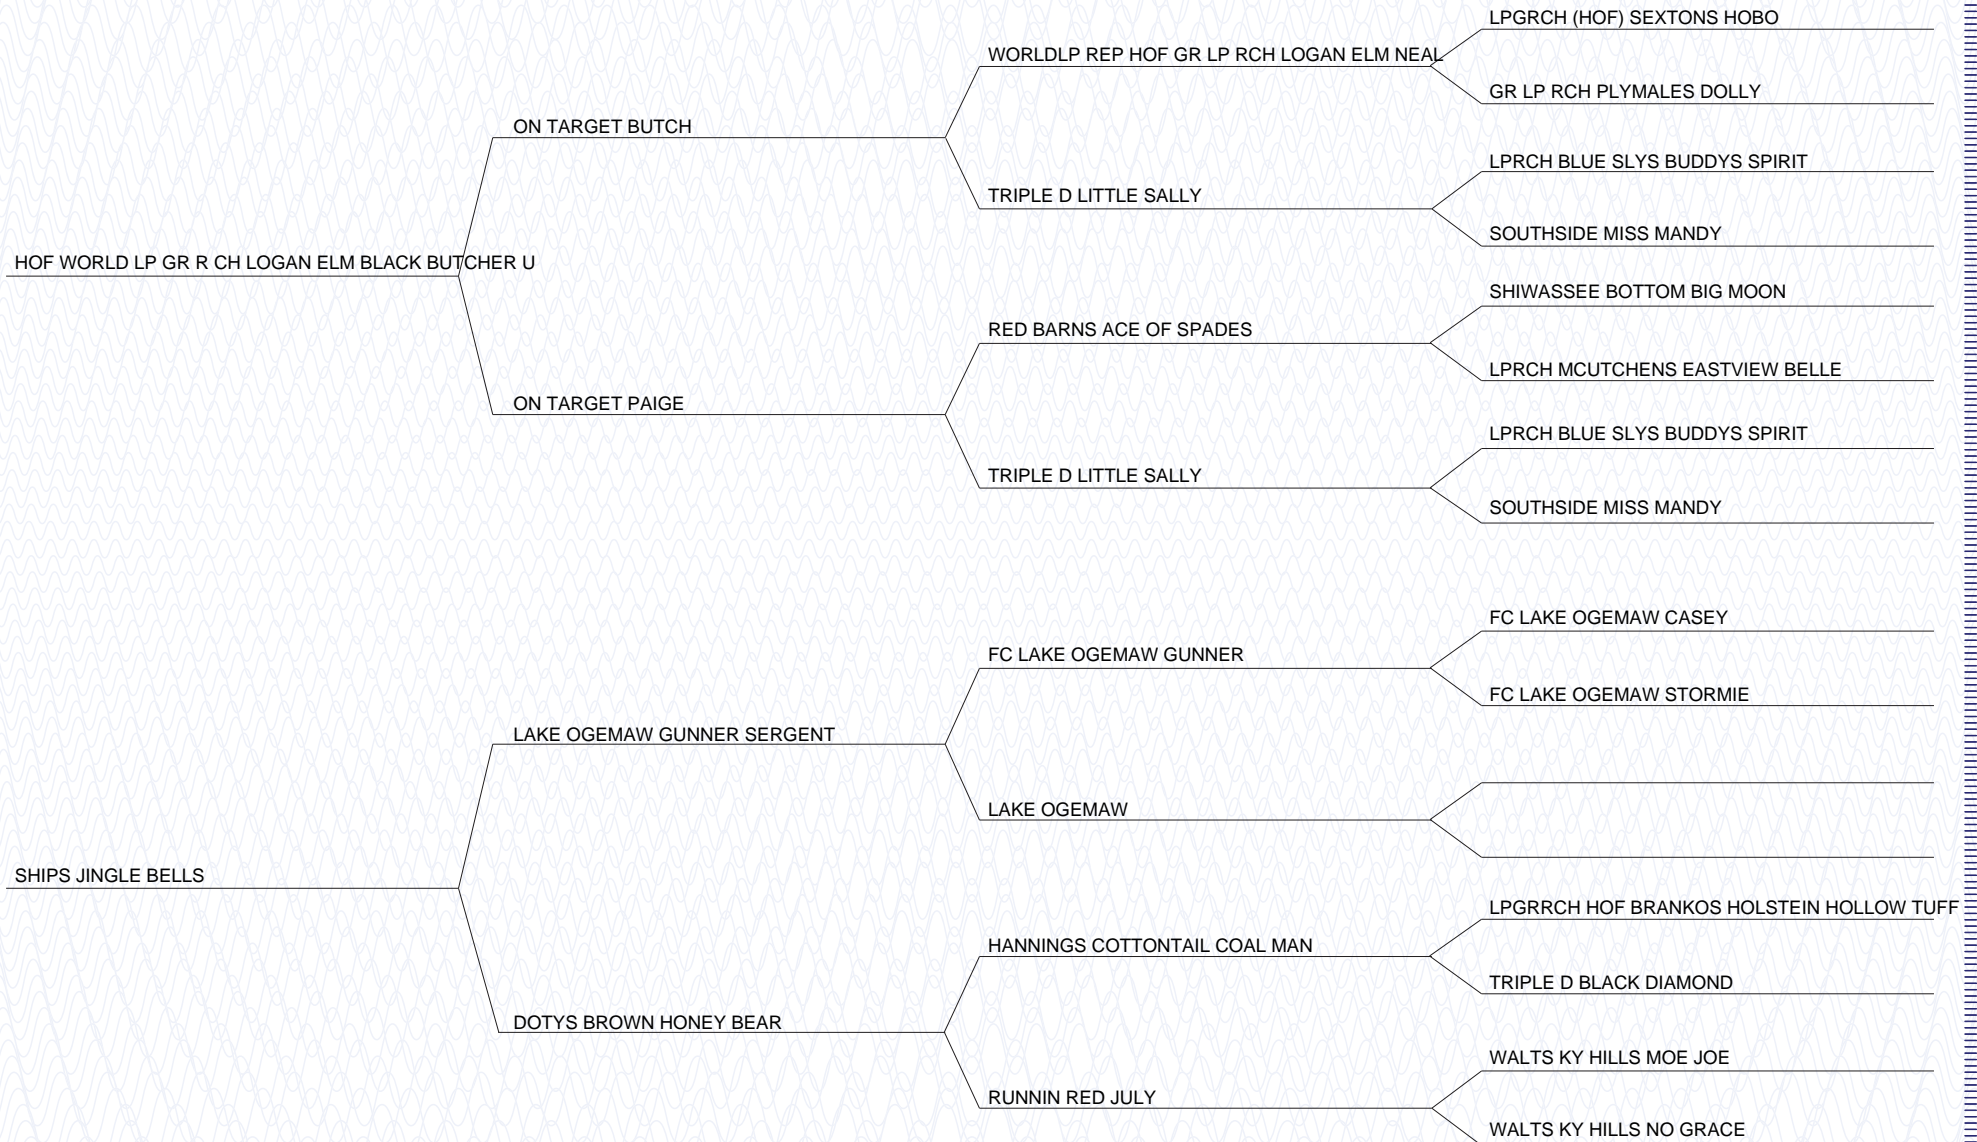 LPGRCH (HOF) SEXTONS HOBO
WORLDLP REP HOF GR LP RCH LOGAN ELM NEAL
GR LP RCH PLYMALES DOLLY
ON TARGET BUTCH
LPRCH BLUE SLYS BUDDYS SPIRIT
TRIPLE D LITTLE SALLY
SOUTHSIDE MISS MANDY
HOF WORLD LP GR R CH LOGAN ELM BLACK BUTCHER U
SHIWASSEE BOTTOM BIG MOON
RED BARNS ACE OF SPADES
LPRCH MCUTCHENS EASTVIEW BELLE
ON TARGET PAIGE
LPRCH BLUE SLYS BUDDYS SPIRIT
TRIPLE D LITTLE SALLY
SOUTHSIDE MISS MANDY
FC LAKE OGEMAW CASEY
FC LAKE OGEMAW GUNNER
FC LAKE OGEMAW STORMIE
LAKE OGEMAW GUNNER SERGENT
LAKE OGEMAW
SHIPS JINGLE BELLS
LPGRRCH HOF BRANKOS HOLSTEIN HOLLOW TUFF
HANNINGS COTTONTAIL COAL MAN
TRIPLE D BLACK DIAMOND
DOTYS BROWN HONEY BEAR
WALTS KY HILLS MOE JOE
RUNNIN RED JULY
WALTS KY HILLS NO GRACE